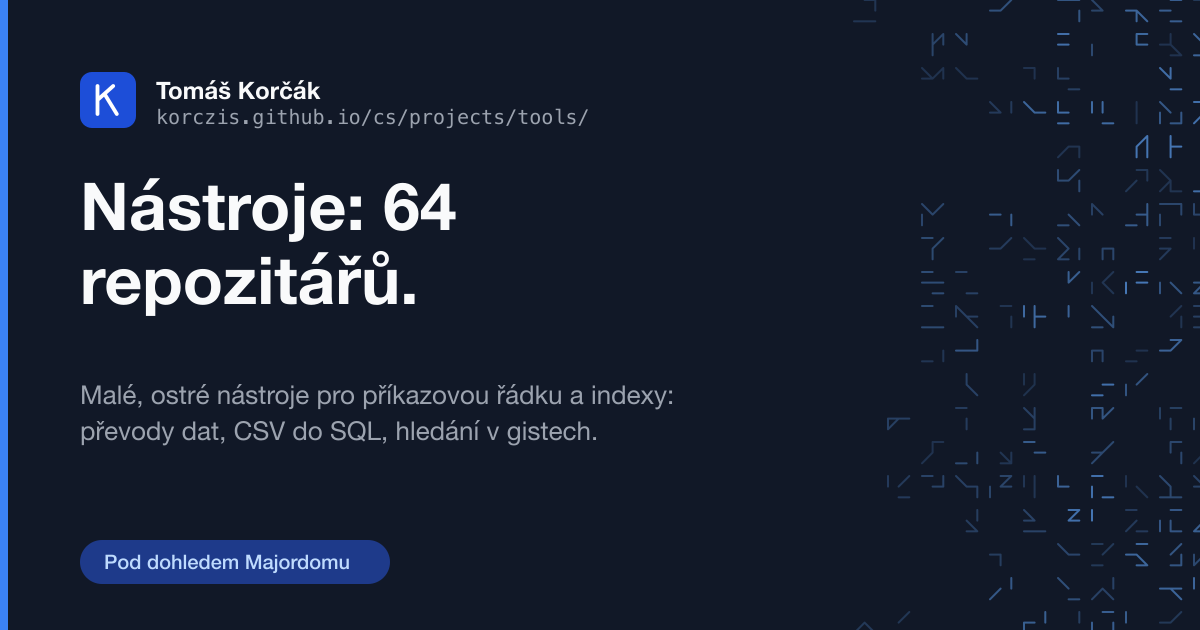 Tomáš Korčák
korczis.github.io/cs/projects/tools/
Nástroje: 64
repozitářů.
Malé, ostré nástroje pro příkazovou řádku a indexy:
převody dat, CSV do SQL, hledání v gistech.
Pod dohledem Majordomu